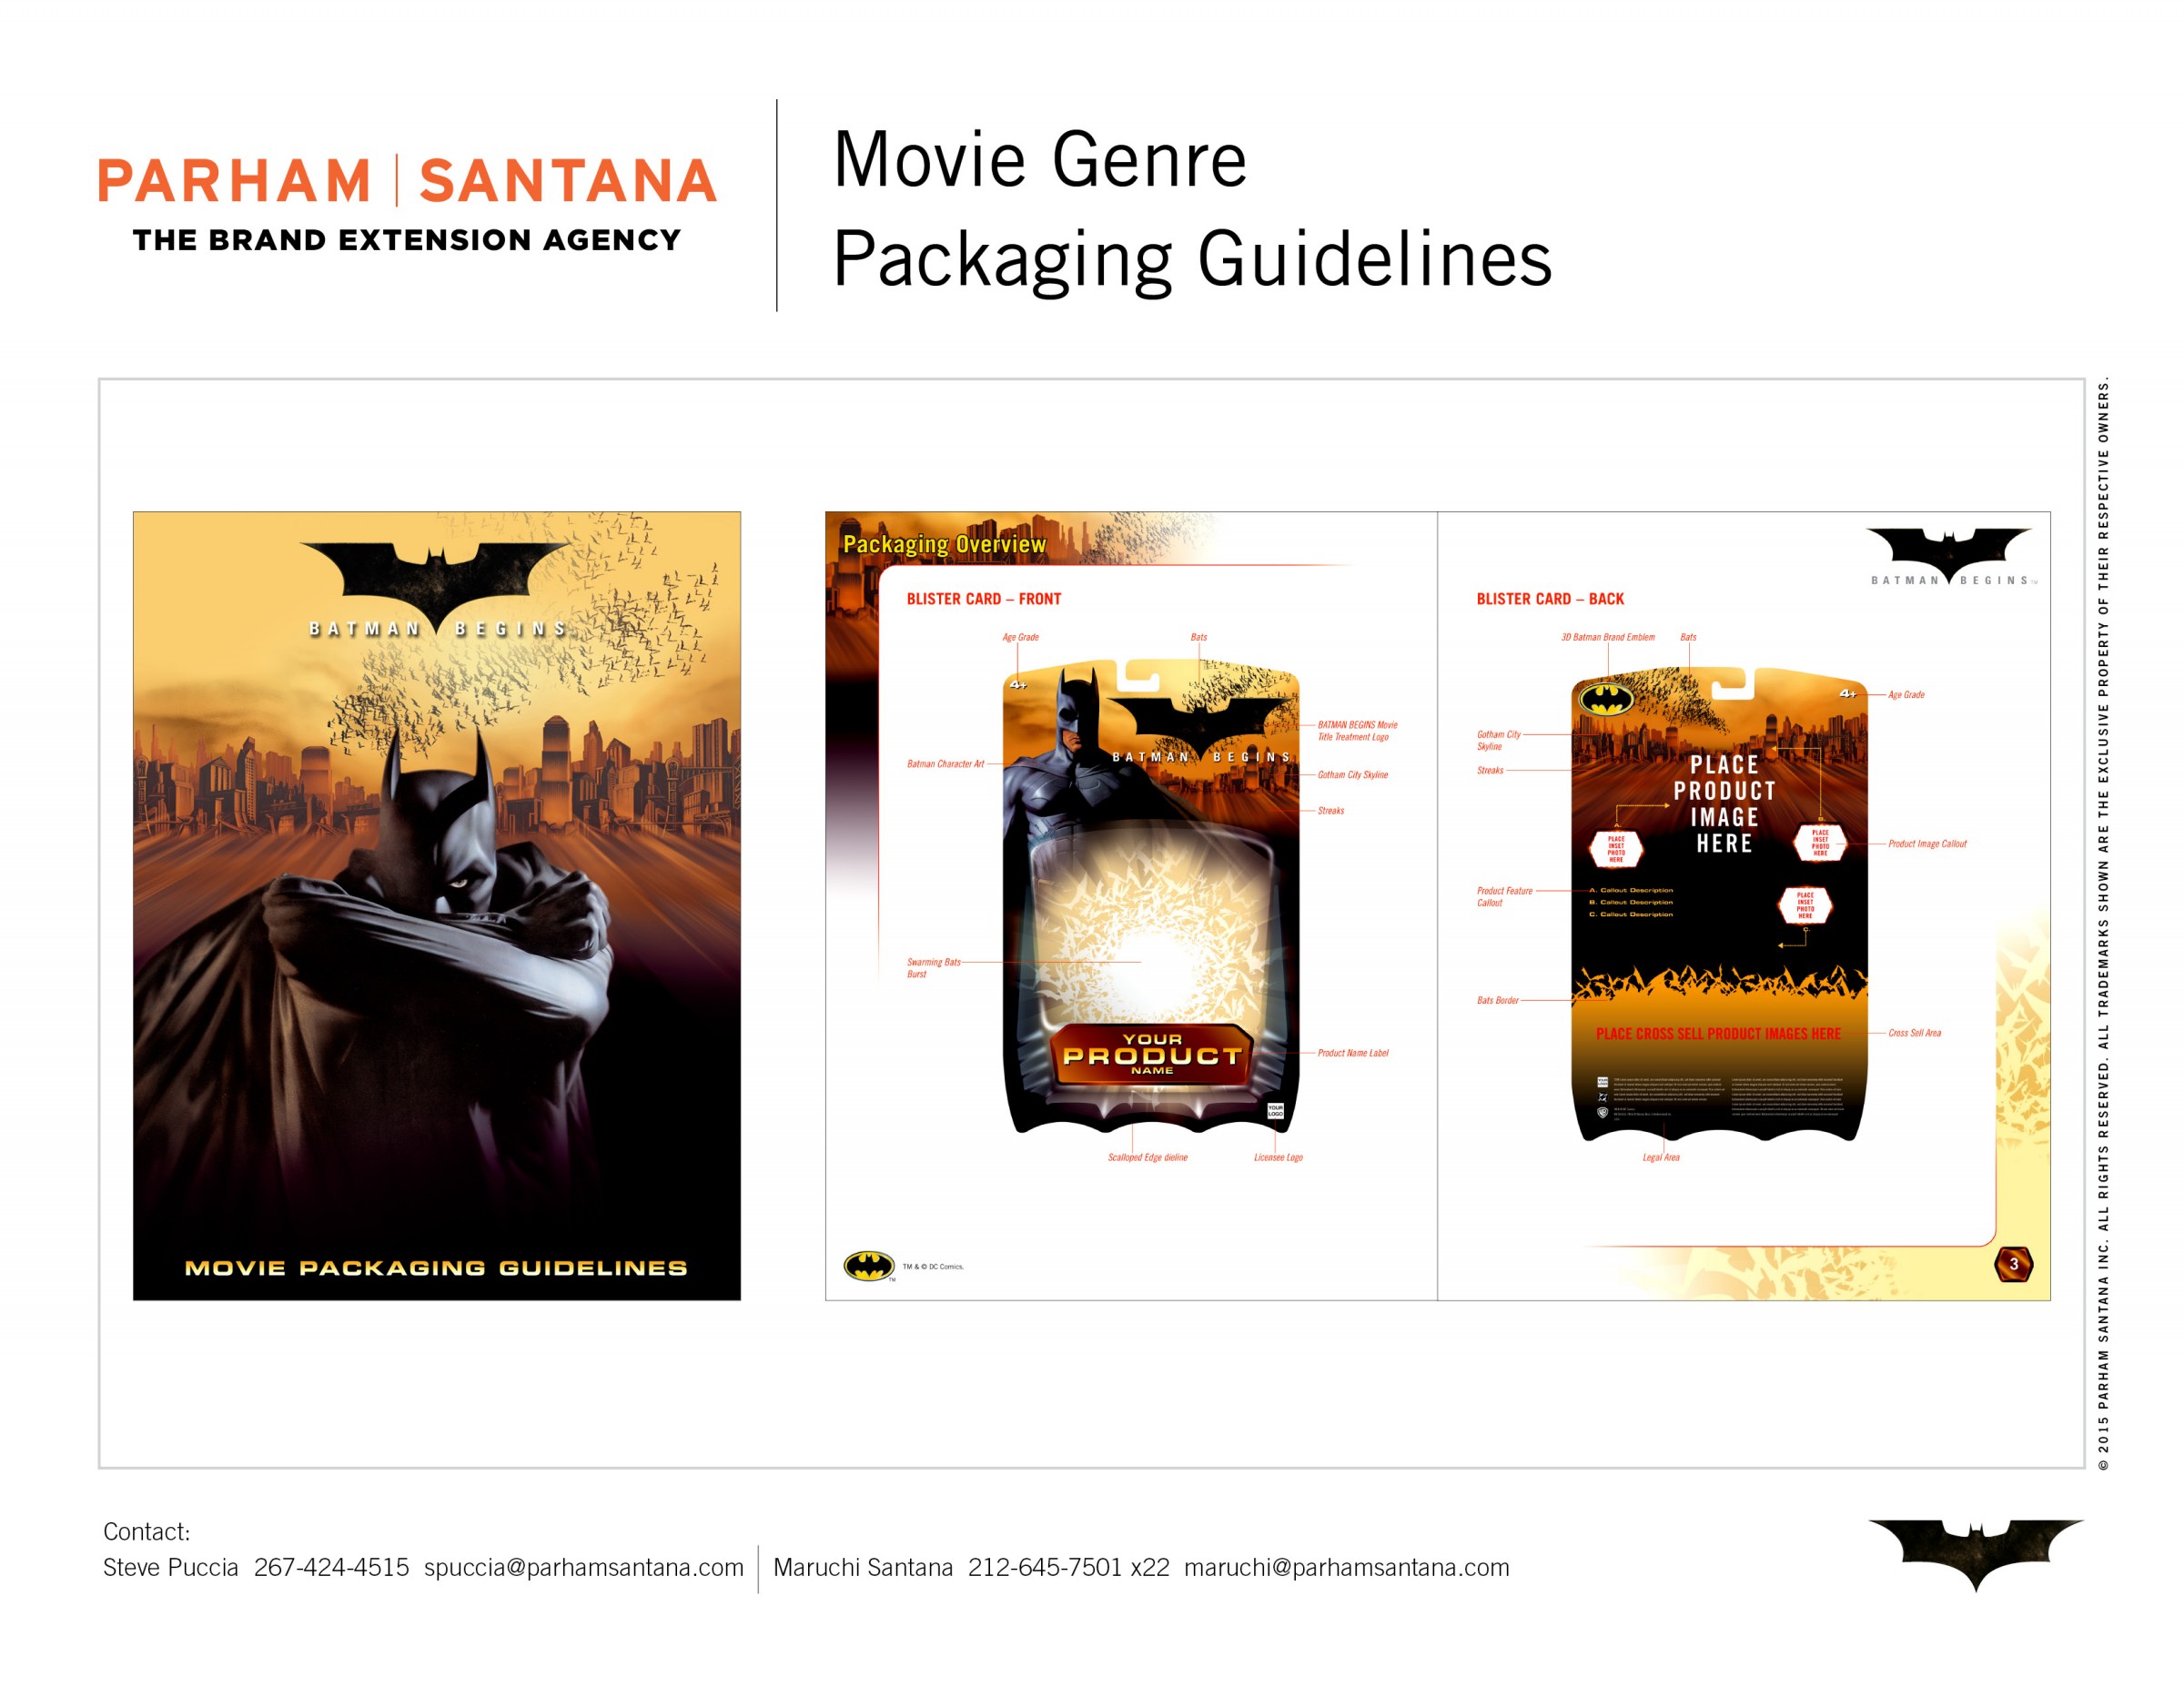 PARHAM | SANTANA
THE BRAND EXTENSION AGENCY
Movie Genre
Packaging Guidelines
BATMAN BEGINS
MOVIE PACKAGING GUIDELINES
Packaging Overview
BLISTER CARD – FRONT
Age Grade
Bats
4+
BATMAN BEGINS Movie
Title Treatment Logo
BATMAN BEGINS
Batman Character Art
Gotham City Skyline
Streaks
Swarming Bats
Burst
YOUR
PRODUCT
NAME
Product Name Label
YOUR
LOGO
Scalloped Edge dieline
Licensee Logo
TM
TM & © DC Comics.
BATMAN BEGINS TM
BLISTER CARD – BACK
3D Batman Brand Emblem
Bats
4+
Age Grade
Gotham City
Skyline
Streaks
PLACE
PRODUCT
IMAGE
HERE
A.
PLACE
INSET
PHOTO
HERE
B.
PLACE
INSET
PHOTO
HERE
Product Image Callout
Product Feature
Callout
A. Callout Description
B. Callout Description
C. Callout Description
PLACE
INSET
PHOTO
HERE
C.
Bats Border
PLACE CROSS SELL PRODUCT IMAGES HERE
Cross Sell Area
Legal Area
3
© 2015 PARHAM SANTANA INC. ALL RIGHTS RESERVED. ALL TRADEMARKS SHOWN ARE THE EXCLUSIVE PROPERTY OF THEIR RESPECTIVE OWNERS.
Contact:
Steve Puccia 267-424-4515 spuccia@parhamsantana.com | Maruchi Santana 212-645-7501 x22 maruchi@parhamsantana.com